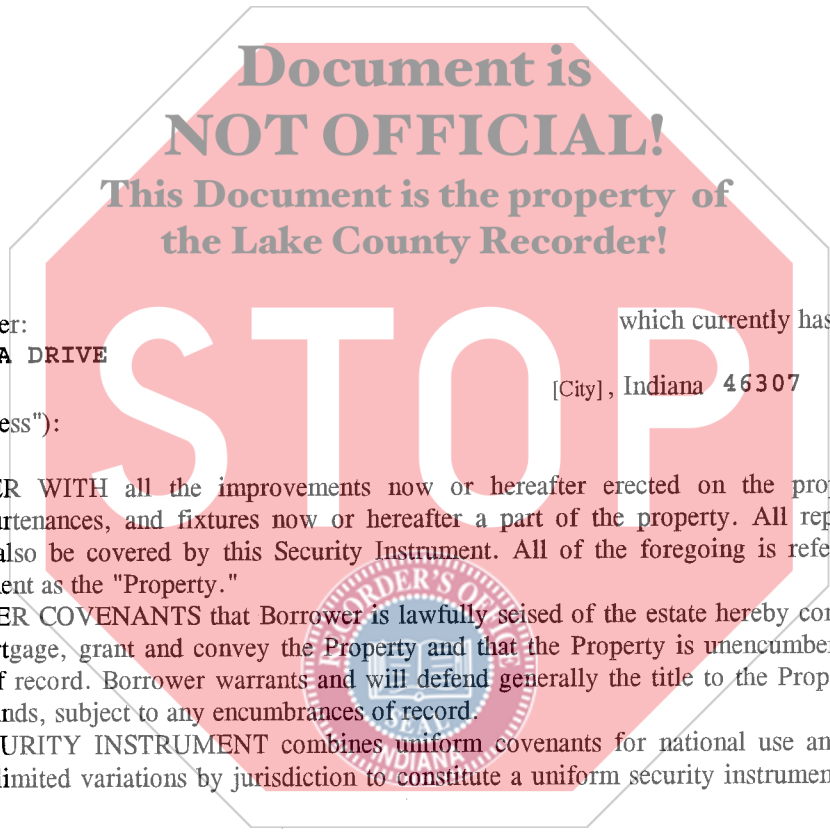 Document is
NOT OFFICIAL!
This Document is the property of
the Lake County Recorder!
STOP
er: which currently has
A DRIVE
[City], Indiana 46307
ess"):
ER WITH all the improvements now or hereafter erected on the prop
urtenances, and fixtures now or hereafter a part of the property. All rep
also be covered by this Security Instrument. All of the foregoing is refe
ent as the "Property."
ER COVENANTS that Borrower is lawfully seised of the estate hereby con
rtgage, grant and convey the Property and that the Property is unencumber
f record. Borrower warrants and will defend generally the title to the Prop
nds, subject to any encumbrances of record.
URITY INSTRUMENT combines uniform covenants for national use an
limited variations by jurisdiction to constitute a uniform security instrumen
RECORDER'S OFFICE
SEAL
INDIANA